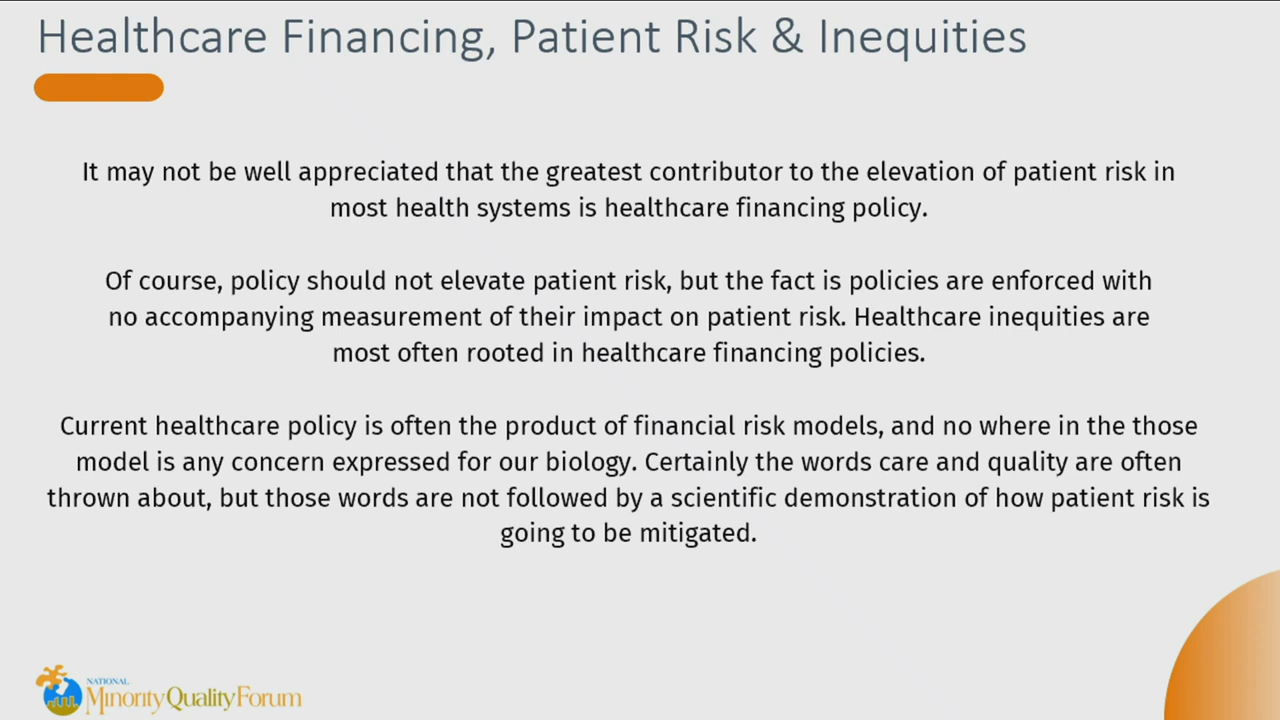 Healthcare Financing, Patient Risk & Inequities
It may not be well appreciated that the greatest contributor to the elevation of patient risk in
most health systems is healthcare financing policy.
Of course, policy should not elevate patient risk, but the fact is policies are enforced with
no accompanying measurement of their impact on patient risk. Healthcare inequities are
most often rooted in healthcare financing policies.
Current healthcare policy is often the product of financial risk models, and no where in the those
model is any concern expressed for our biology. Certainly the words care and quality are often
thrown about, but those words are not followed by a scientific demonstration of how patient risk is
going to be mitigated.
NATIONAL
Minority Quality Forum